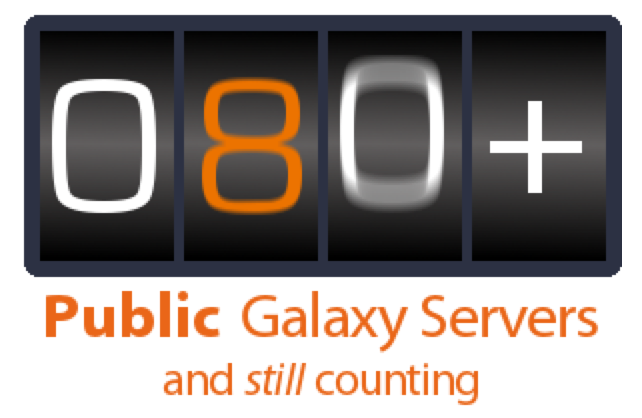 080+
Public Galaxy Servers
and still counting